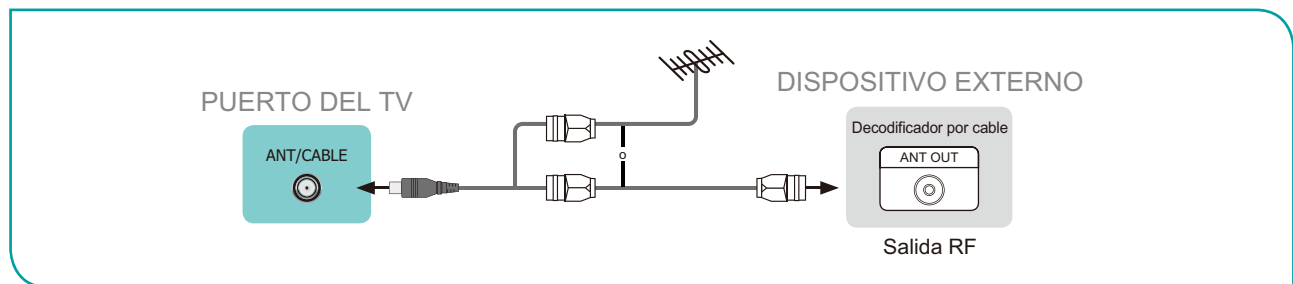 PUERTO DEL TV
ANT/CABLE
o
DISPOSITIVO EXTERNO
Decodificador por cable
ANT OUT
Salida RF